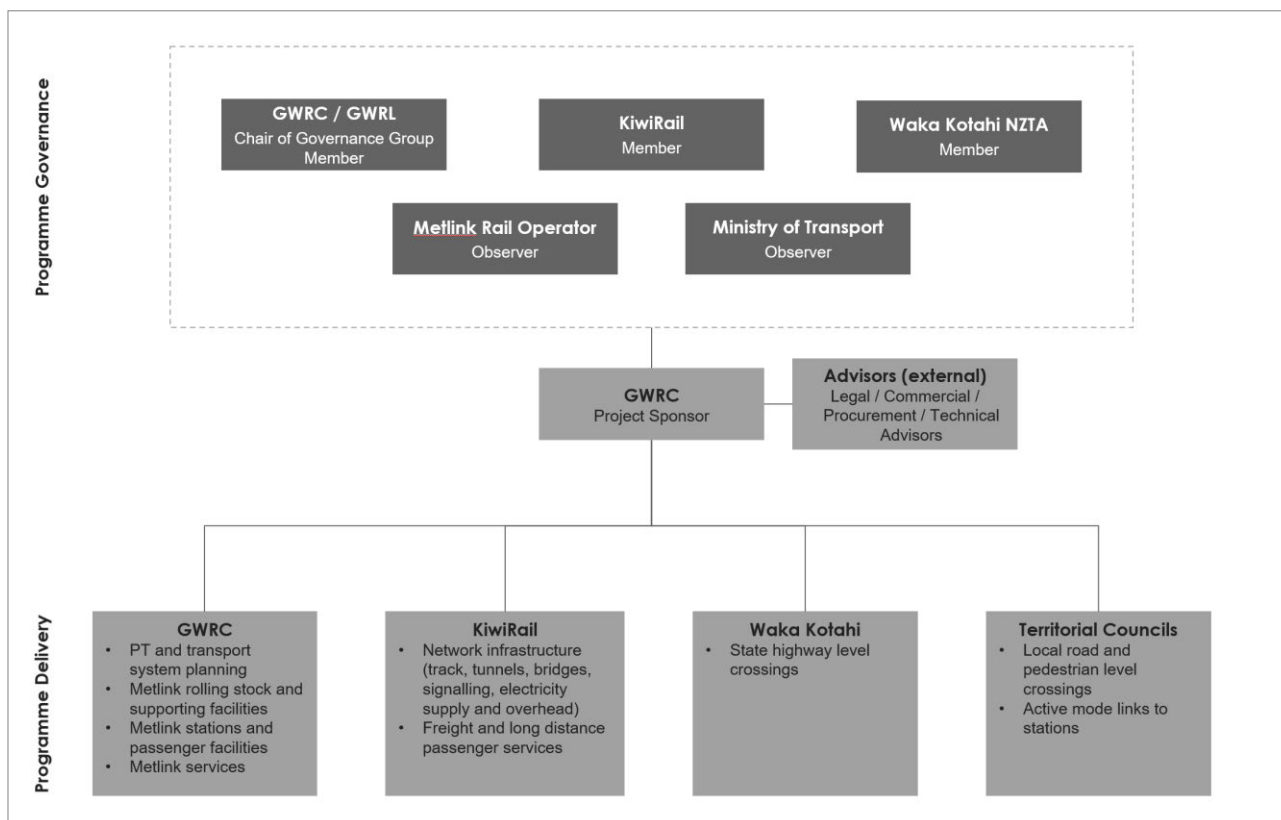 Programme Governance
GWRC / GWRL
Chair of Governance Group
Member
KiwiRail
Member
Waka Kotahi NZTA
Member
Metlink Rail Operator
Observer
Ministry of Transport
Observer
GWRC
Project Sponsor
Advisors (external)
Legal / Commercial /
Procurement / Technical
Advisors
Programme Delivery
GWRC
• PT and transport
system planning
• Metlink rolling stock and
supporting facilities
• Metlink stations and
passenger facilities
• Metlink services
KiwiRail
• Network infrastructure
(track, tunnels, bridges,
signalling, electricity
supply and overhead)
• Freight and long distance
passenger services
Waka Kotahi
• State highway level
crossings
Territorial Councils
• Local road and
pedestrian level
crossings
• Active mode links to
stations